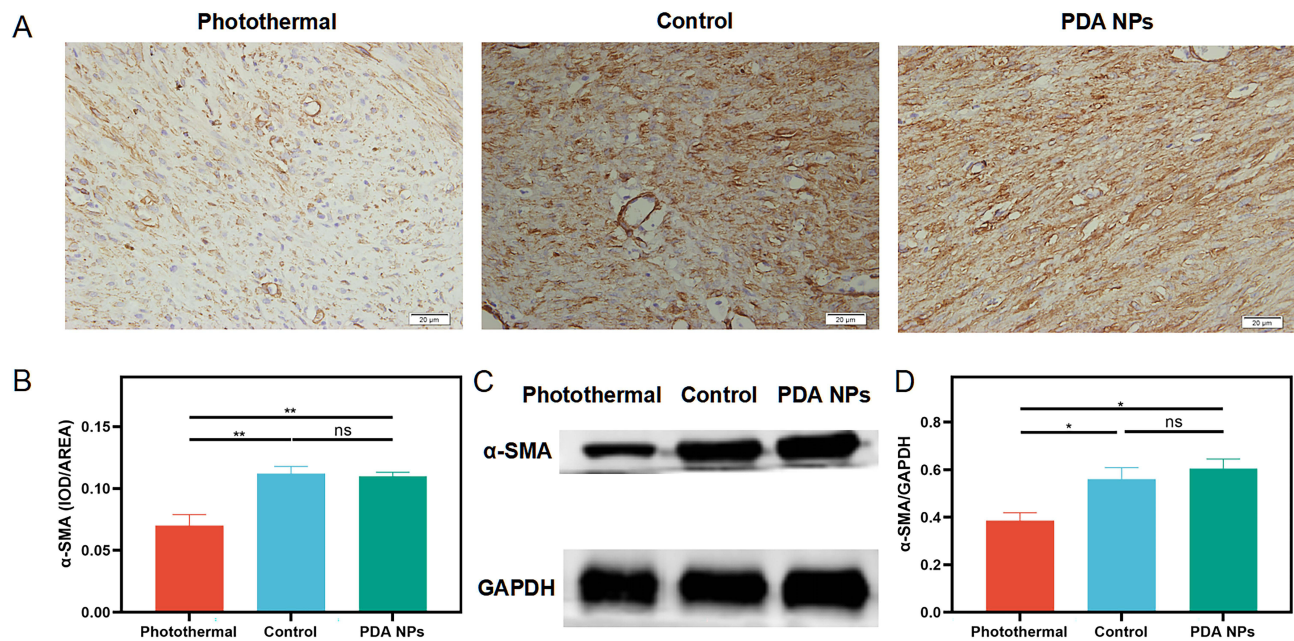 A
Photothermal
Control
PDA NPs
20 μm
20 μm
20 μm
B
α-SMA (IOD/AREA)
0.15
0.10
0.05
0.00
**
**
ns
Photothermal
Control
PDA NPs
C
Photothermal
Control
PDA NPs
α-SMA
GAPDH
D
α-SMA/GAPDH
0.8
0.6
0.4
0.2
0.0
*
*
ns
Photothermal
Control
PDA NPs